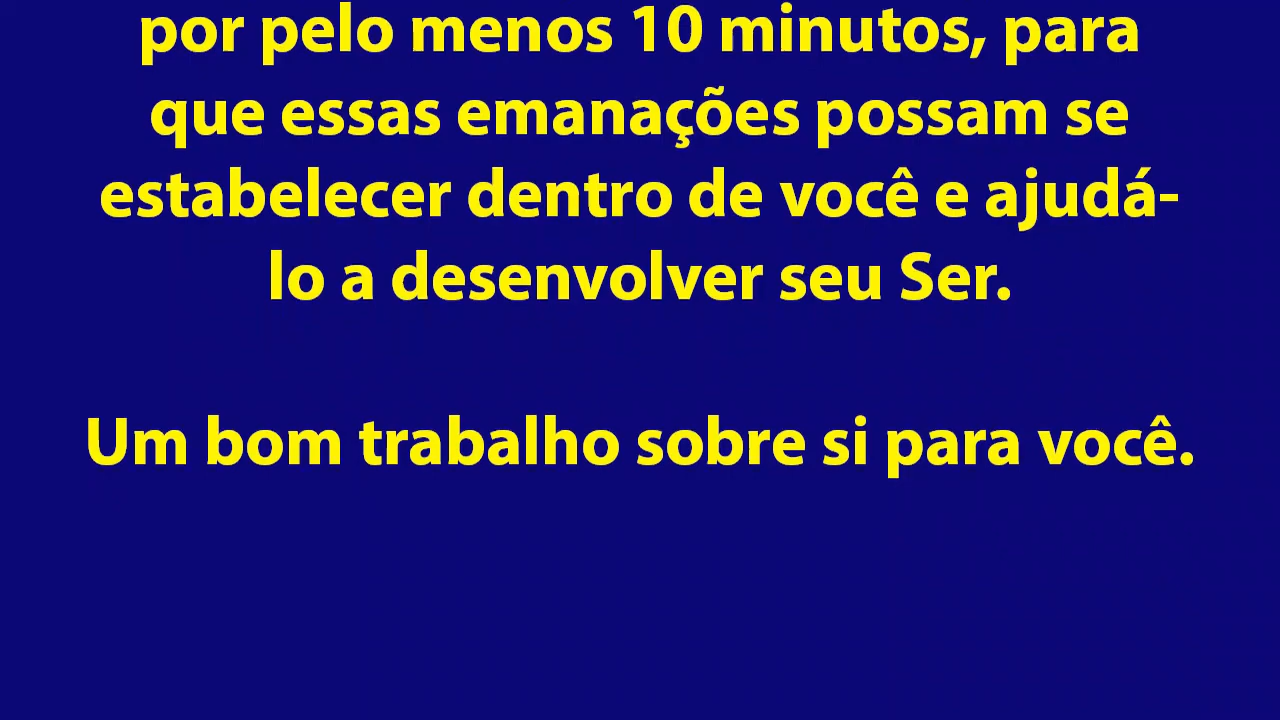 por pelo menos 10 minutos, para
que essas emanações possam se
estabelecer dentro de você e ajudá-
lo a desenvolver seu Ser.
Um bom trabalho sobre si para você.